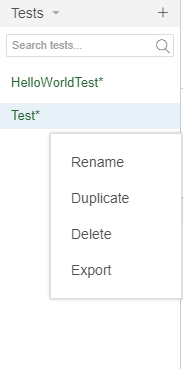 Tests +
Search tests...
HelloWorldTest*
Test*
Rename
Duplicate
Delete
Export